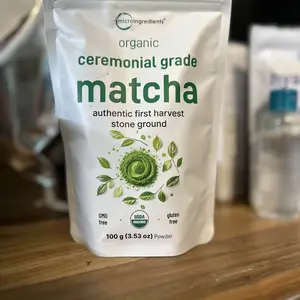 microingredients
organic
ceremonial grade
matcha
authentic first harvest
stone ground
GMO
free
USDA
ORGANIC
gluten
free
100 g (3.53 oz) Powder